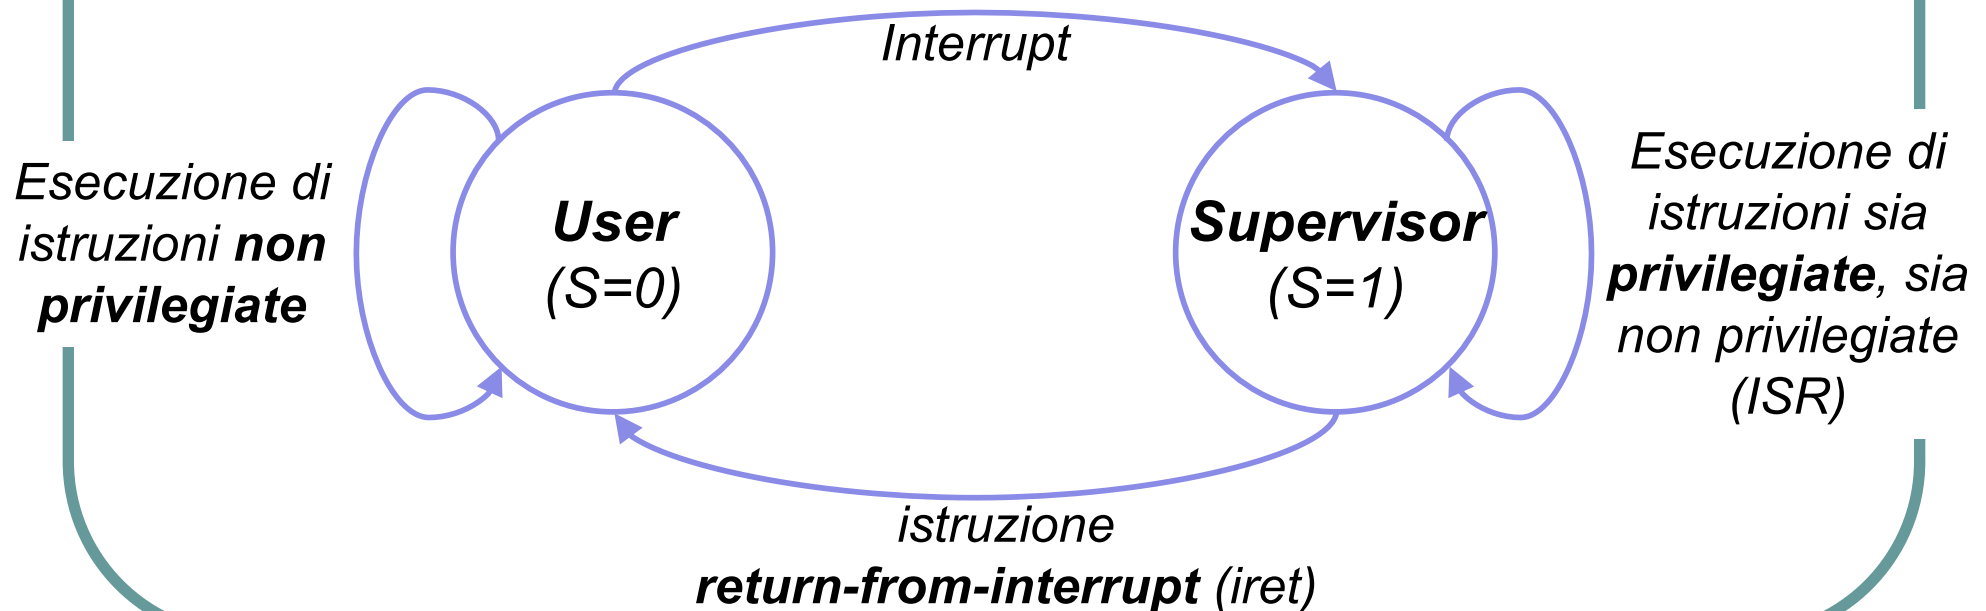 Interrupt
Esecuzione di
istruzioni non
privilegiate
User
(S=0)
Supervisor
(S=1)
Esecuzione di
istruzioni sia
privilegiate, sia
non privilegiate
(ISR)
istruzione
return-from-interrupt (iret)